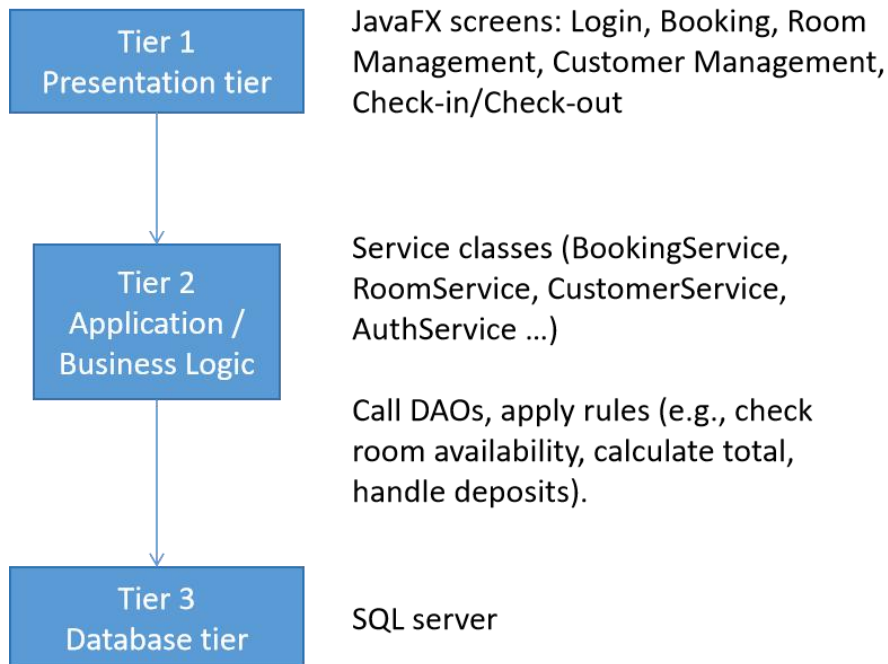 Tier 1
Presentation tier
JavaFX screens: Login, Booking, Room
Management, Customer Management,
Check-in/Check-out
Tier 2
Application /
Business Logic
Service classes (BookingService,
RoomService, CustomerService,
AuthService ...)
Call DAOs, apply rules (e.g., check
room availability, calculate total,
handle deposits).
Tier 3
Database tier
SQL server